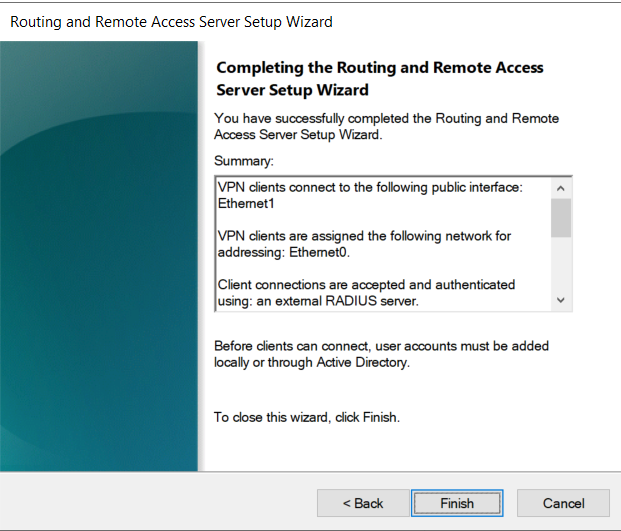 Routing and Remote Access Server Setup Wizard
Completing the Routing and Remote Access
Server Setup Wizard
You have successfully completed the Routing and Remote
Access Server Setup Wizard.
Summary:
VPN clients connect to the following public interface:
Ethernet1
VPN clients are assigned the following network for
addressing: Ethernet0.
Client connections are accepted and authenticated
using: an external RADIUS server.
Before clients can connect, user accounts must be added
locally or through Active Directory.
To close this wizard, click Finish.
< Back
Finish
Cancel